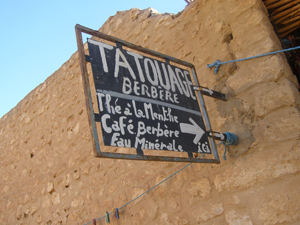 TATOUAGE
BERBÈRE
Thé à la Menthe
Café Berbère
Eau Minérale ici